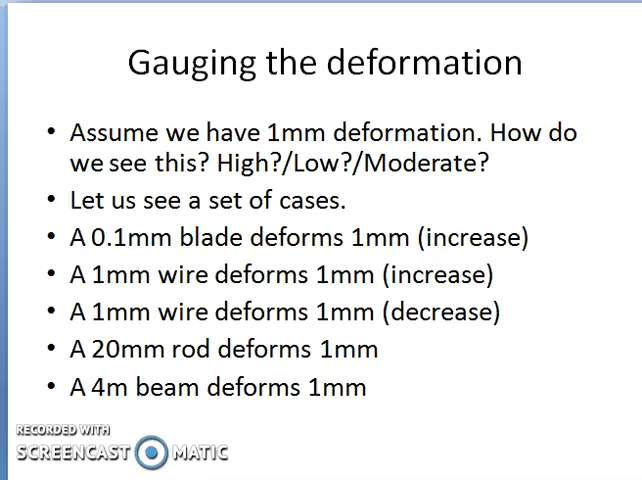 Gauging the deformation
• Assume we have 1mm deformation. How do
we see this? High?/Low?/Moderate?
• Let us see a set of cases.
• A 0.1mm blade deforms 1mm (increase)
• A 1mm wire deforms 1mm (increase)
• A 1mm wire deforms 1mm (decrease)
• A 20mm rod deforms 1mm
• A 4m beam deforms 1mm
RECORDED WITH
SCREENCAST MATIC